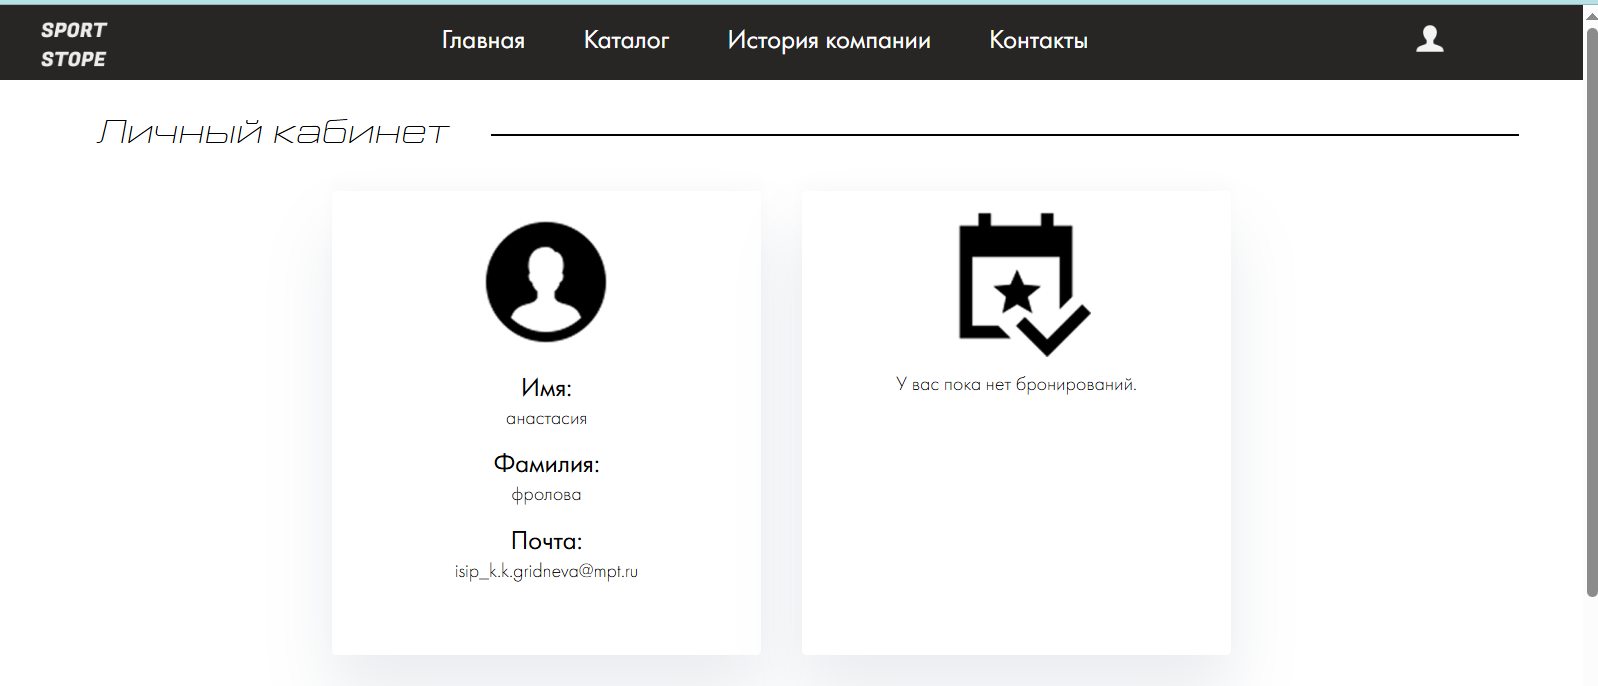 SPORT
STOPE
Главная Каталог История компании Контакты
Личный кабинет
Имя:
анастасия
Фамилия:
фролова
Почта:
isip_k.k.gridneva@mpt.ru
У вас пока нет бронирований.